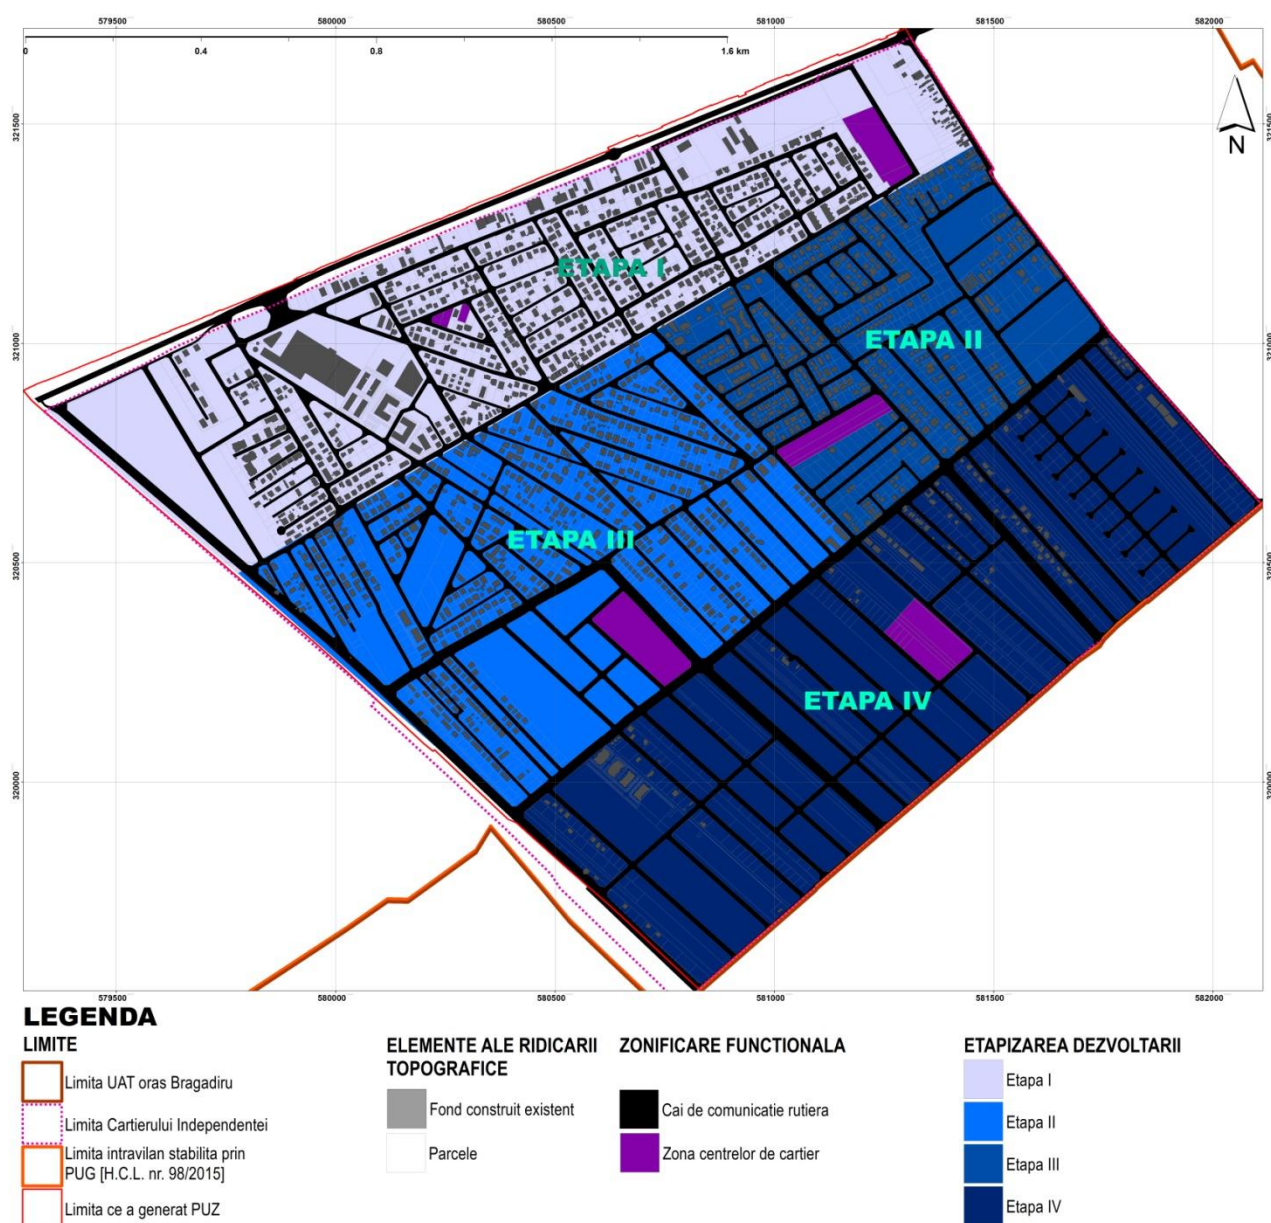 579500 580000 580500 581000 581500 582000
0 0.4 0.8 1.6 km
321500 321500
N
ETAPA I
321000 321000
ETAPA II
320500 320500
ETAPA III
ETAPA IV
320000 320000
579500 580000 580500 581000 581500 582000
LEGENDA
LIMITE
Limita UAT oras Bragadiru
Limita Cartierului Independentei
Limita intravilan stabilita prin
PUG [H.C.L. nr. 98/2015]
Limita ce a generat PUZ
ELEMENTE ALE RIDICARII
TOPOGRAFICE
Fond construit existent
Parcele
ZONIFICARE FUNCTIONALA
Cai de comunicatie rutiera
Zona centrelor de cartier
ETAPIZAREA DEZVOLTARII
Etapa I
Etapa II
Etapa III
Etapa IV